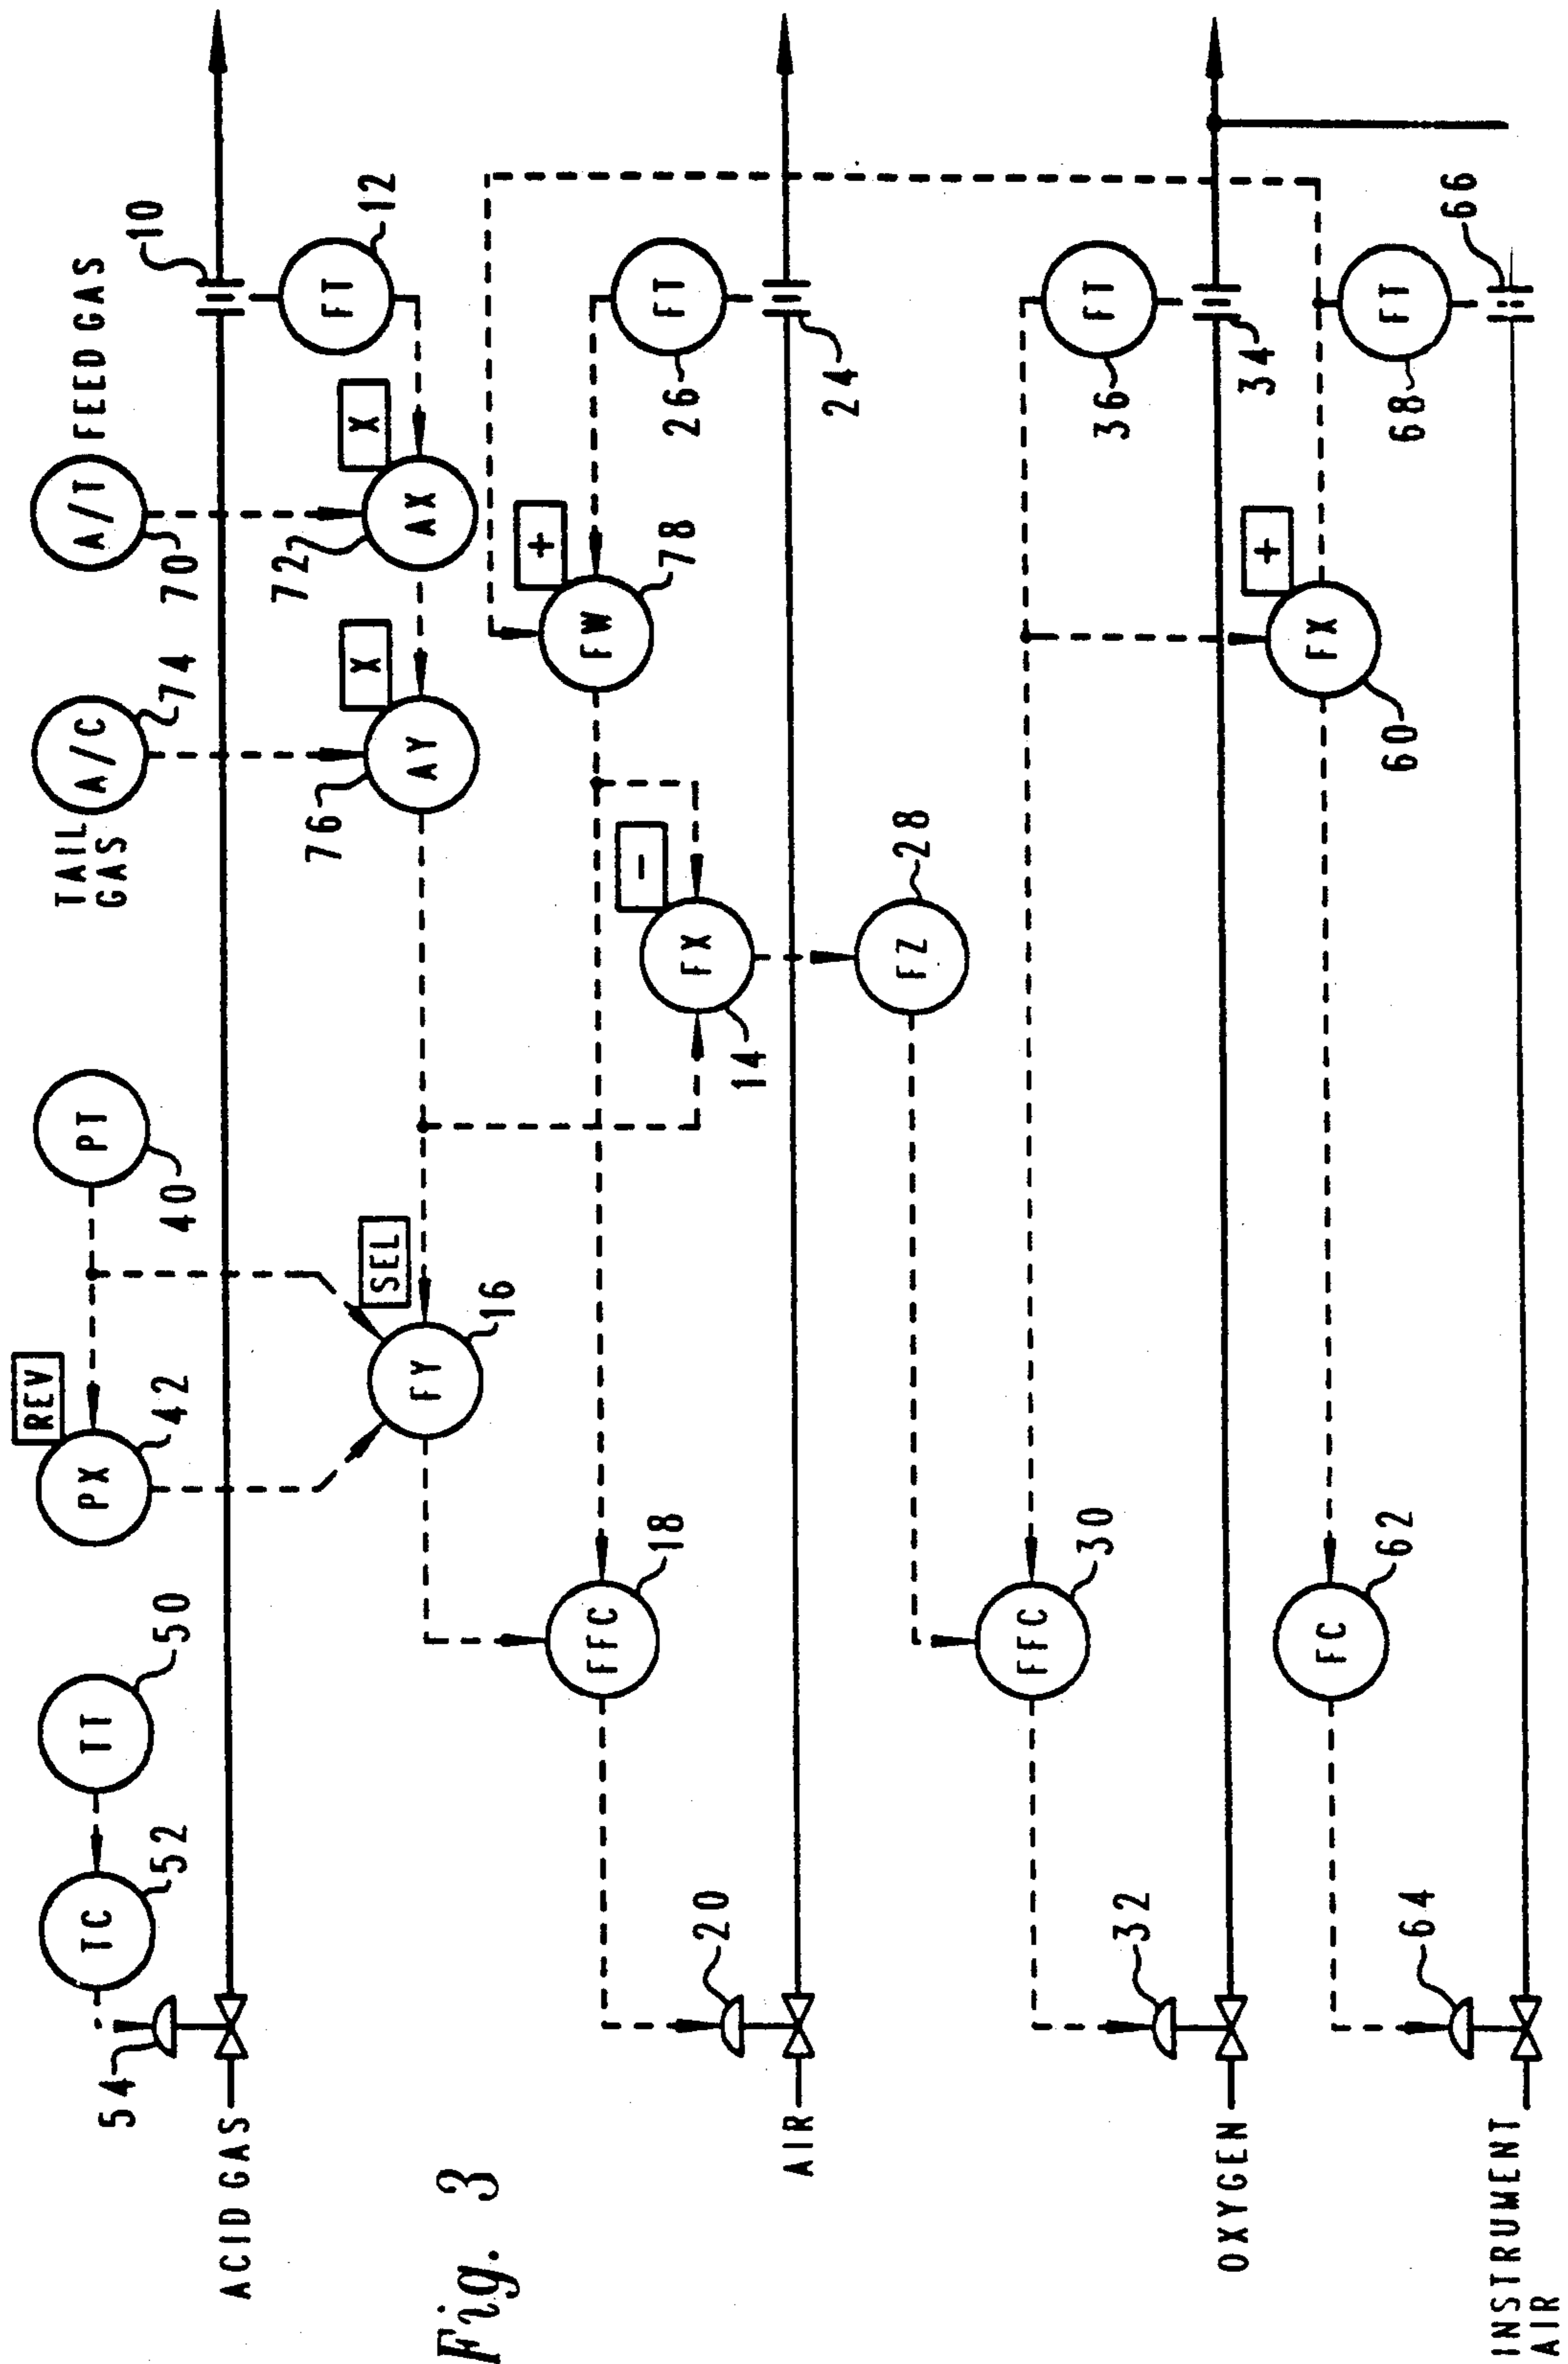 REV
TC
TT
PX
PT
TAIL
GAS
A/C
A/T
FEED GAS
54
52
50
42
40
74
70
10
ACID GAS
72
76
FT
12
X
X
SEL
FY
16
AY
AX
Fig. 3
+
FW
78
FFC
18
-
FX
14
FT
26
20
AIR
24
FZ
28
FFC
30
FT
36
32
OXYGEN
34
+
FX
60
FC
62
FT
68
64
66
INSTRUMENT
AIR